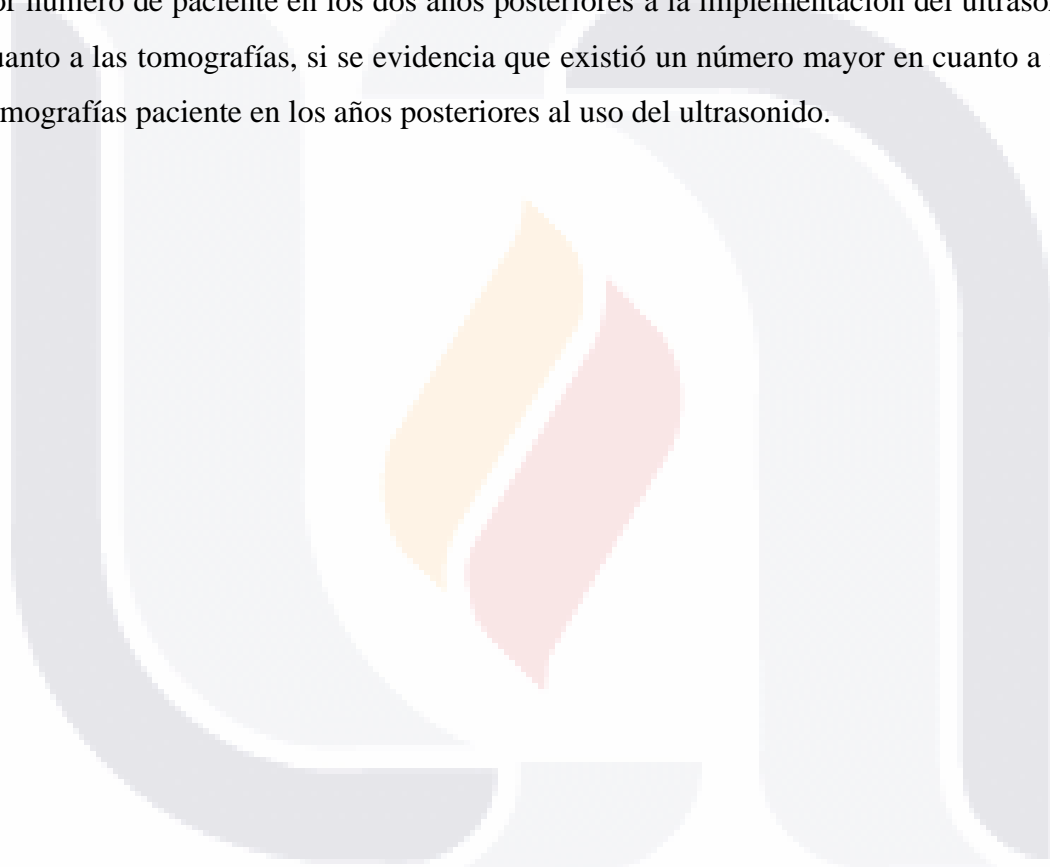 número de paciente en los dos años posteriores a la implementación del
a las tomografías, si se evidencia que existió un número mayor en cuanto a
paciente en los años posteriores al uso del ultrasonido.